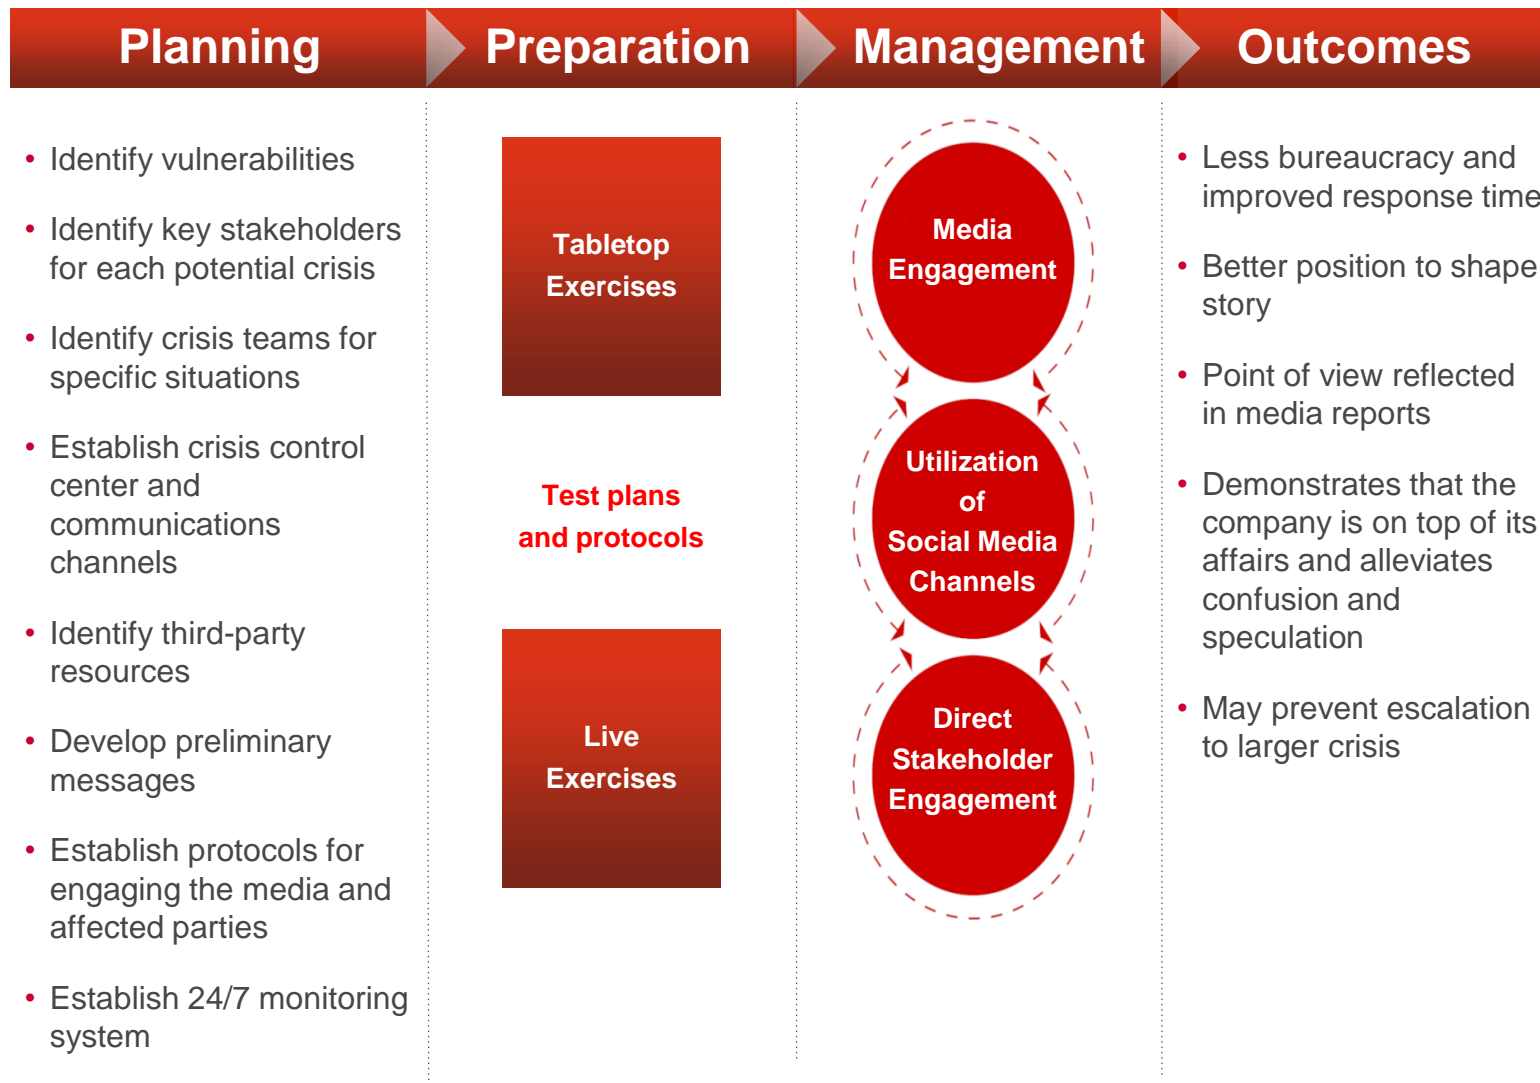 Planning
Preparation
Management
Outcomes
• Identify vulnerabilities
• Identify key stakeholders
for each potential crisis
• Identify crisis teams for
specific situations
• Establish crisis control
center and
communications
channels
• Identify third-party
resources
• Develop preliminary
messages
• Establish protocols for
engaging the media and
affected parties
• Establish 24/7 monitoring
system
Tabletop
Exercises
Test plans
and protocols
Live
Exercises
Media
Engagement
Utilization
of
Social Media
Channels
Direct
Stakeholder
Engagement
• Less bureaucracy and
improved response time
• Better position to shape
story
• Point of view reflected
in media reports
• Demonstrates that the
company is on top of its
affairs and alleviates
confusion and
speculation
• May prevent escalation
to larger crisis